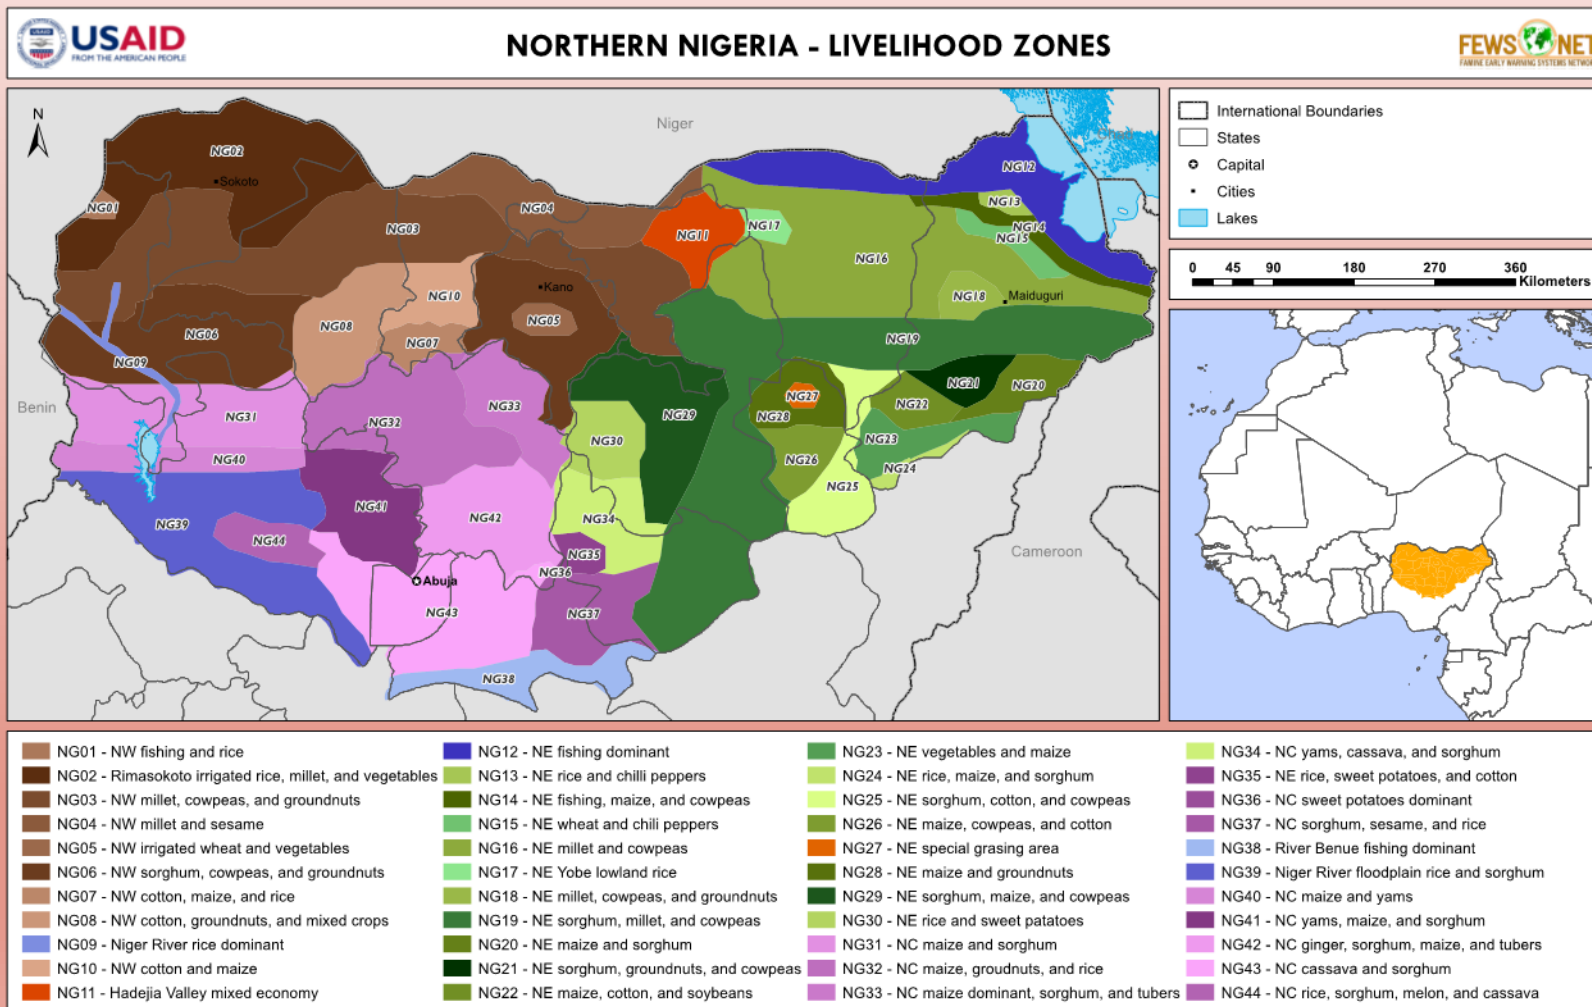 USAID
FROM THE AMERICAN PEOPLE
NORTHERN NIGERIA - LIVELIHOOD ZONES
FEWS NET
FAMINE EARLY WARNING SYSTEMS NETWORK
N
Niger
NG02
Sokoto
NG01
NG03
NG04
NG11
NG17
NG12
NG13
NG14
NG15
NG16
NG10
Kano
NG18
Maiduguri
NG08
NG05
NG06
NG07
NG19
NG09
Benin
NG31
NG32
NG33
NG29
NG27
NG28
NG21
NG20
NG22
NG30
NG23
NG40
NG26
NG24
NG25
NG41
NG42
NG34
NG39
NG44
NG35
NG36
Cameroon
Abuja
NG43
NG37
NG38
International Boundaries
States
Capital
Cities
Lakes
0 45 90 180 270 360
Kilometers
NG01 - NW fishing and rice
NG02 - Rimasokoto irrigated rice, millet, and vegetables
NG03 - NW millet, cowpeas, and groundnuts
NG04 - NW millet and sesame
NG05 - NW irrigated wheat and vegetables
NG06 - NW sorghum, cowpeas, and groundnuts
NG07 - NW cotton, maize, and rice
NG08 - NW cotton, groundnuts, and mixed crops
NG09 - Niger River rice dominant
NG10 - NW cotton and maize
NG11 - Hadejia Valley mixed economy
NG12 - NE fishing dominant
NG13 - NE rice and chilli peppers
NG14 - NE fishing, maize, and cowpeas
NG15 - NE wheat and chili peppers
NG16 - NE millet and cowpeas
NG17 - NE Yobe lowland rice
NG18 - NE millet, cowpeas, and groundnuts
NG19 - NE sorghum, millet, and cowpeas
NG20 - NE maize and sorghum
NG21 - NE sorghum, groundnuts, and cowpeas
NG22 - NE maize, cotton, and soybeans
NG23 - NE vegetables and maize
NG24 - NE rice, maize, and sorghum
NG25 - NE sorghum, cotton, and cowpeas
NG26 - NE maize, cowpeas, and cotton
NG27 - NE special grasing area
NG28 - NE maize and groundnuts
NG29 - NE sorghum, maize, and cowpeas
NG30 - NE rice and sweet patatoes
NG31 - NC maize and sorghum
NG32 - NC maize, groudnuts, and rice
NG33 - NC maize dominant, sorghum, and tubers
NG34 - NC yams, cassava, and sorghum
NG35 - NE rice, sweet potatoes, and cotton
NG36 - NC sweet potatoes dominant
NG37 - NC sorghum, sesame, and rice
NG38 - River Benue fishing dominant
NG39 - Niger River floodplain rice and sorghum
NG40 - NC maize and yams
NG41 - NC yams, maize, and sorghum
NG42 - NC ginger, sorghum, maize, and tubers
NG43 - NC cassava and sorghum
NG44 - NC rice, sorghum, melon, and cassava